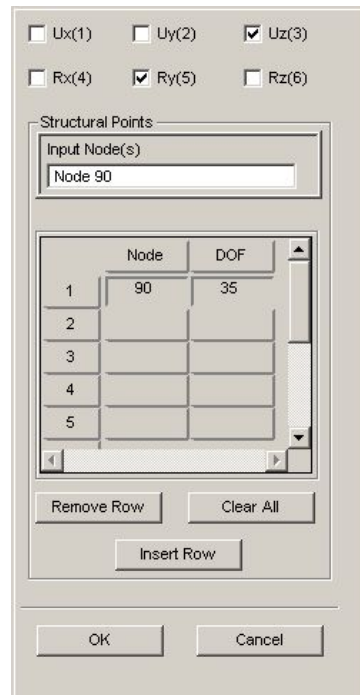 Ux(1) Uy(2) Uz(3)
Rx(4) Ry(5) Rz(6)
Structural Points
Input Node(s)
Node 90
Node DOF
1 90 35
2
3
4
5
Remove Row Clear All
Insert Row
OK Cancel